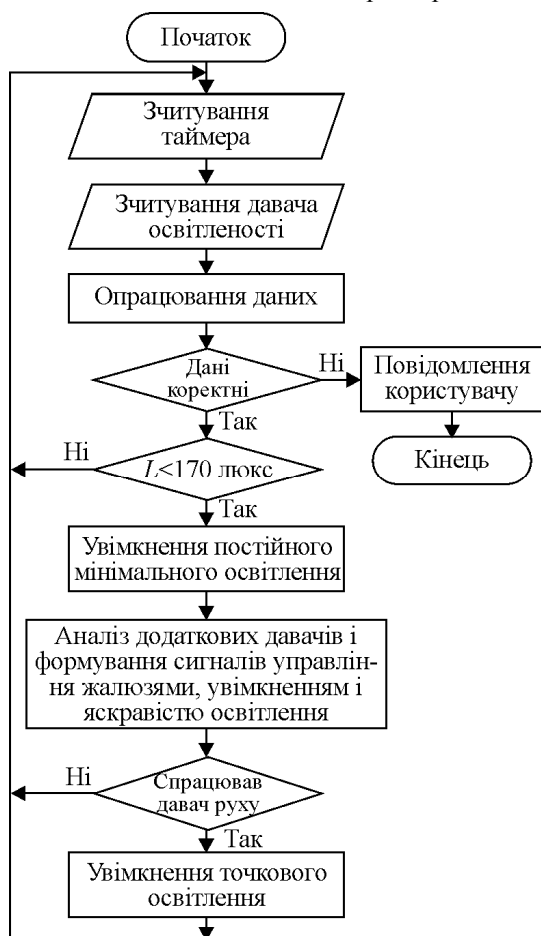 Початок
Зчитування
таймера
Зчитування давача
освітленості
Опрацювання даних
Дані
коректні
Ні
Повідомлення
користувачу
Так
Кінець
Ні
L<170 люкс
Так
Увімкнення постійного
мінімального освітлення
Аналіз додаткових давачів і
формування сигналів управлін-
ня жалюзями, увімкненням і
яскравістю освітлення
Ні
Спрацював
давач руху
Так
Увімкнення точкового
освітлення